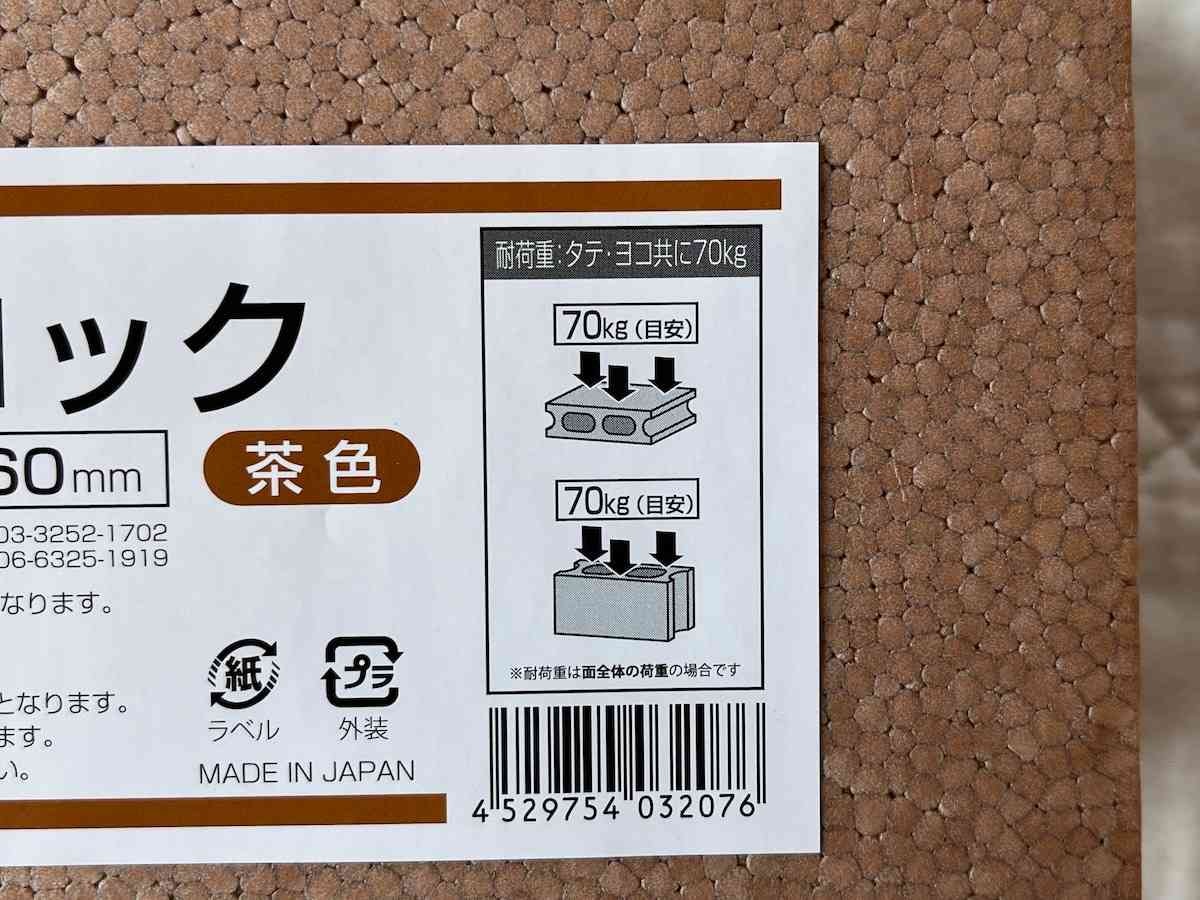 耐荷重:タテ・ヨコ共に70kg
70kg(目安)
ック
60mm
茶色
70kg(目安)
03-3252-1702
06-6325-1919
なります。
※耐荷重は面全体の荷重の場合です
紙
プラ
ラベル
外装
となります。
ます。
い。
MADE IN JAPAN
4 529754 032076